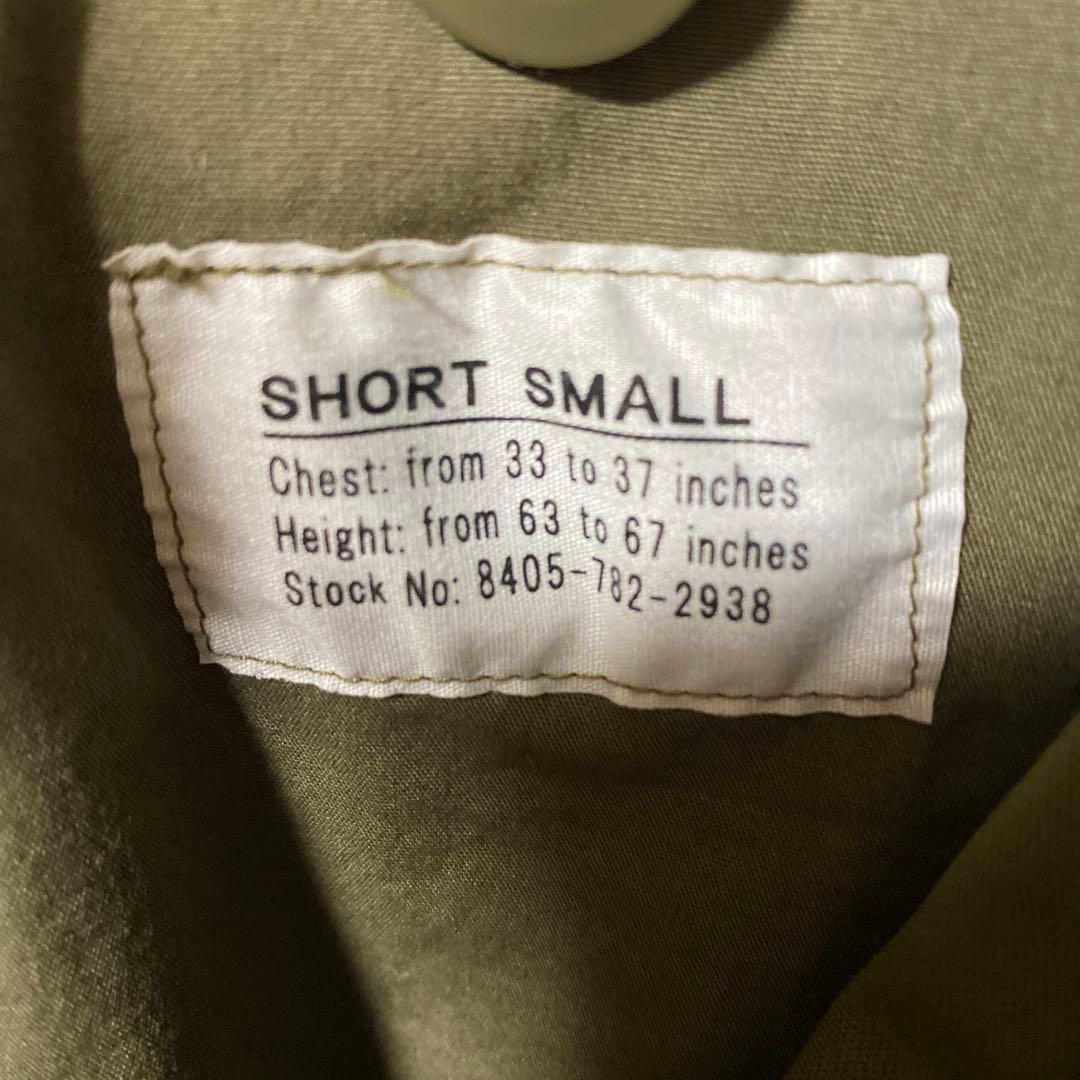 SHORT SMALL
Chest: from 33 to 37 inches
Height: from 63 to 67 inches
Stock No: 8405-782-2938